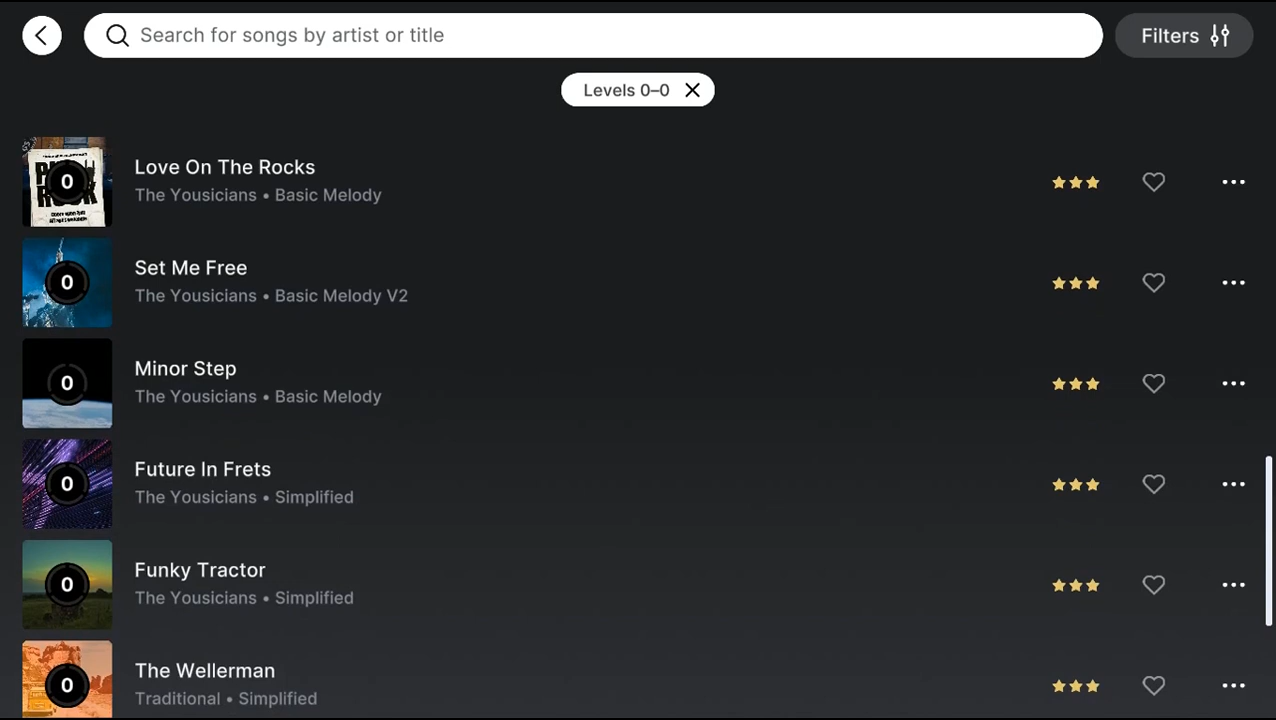 Search for songs by artist or title
Filters
Levels 0–0
0
Love On The Rocks
The Yousicians • Basic Melody
0
Set Me Free
The Yousicians • Basic Melody V2
0
Minor Step
The Yousicians • Basic Melody
0
Future In Frets
The Yousicians • Simplified
0
Funky Tractor
The Yousicians • Simplified
0
The Wellerman
Traditional • Simplified